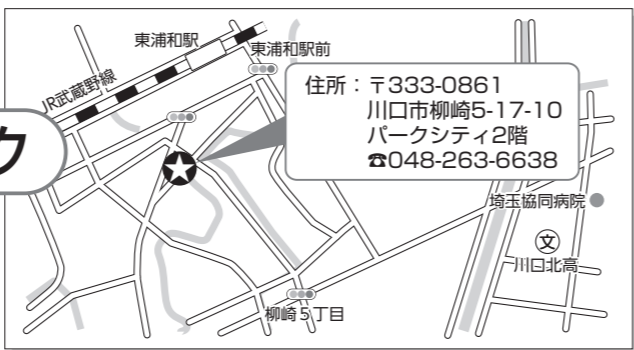 東浦和駅
東浦和駅前
JR武蔵野線
住所：〒333-0861
川口市柳崎5-17-10
パークシティ2階
☎048-263-6638
ク
埼玉協同病院
文
川口北高
柳崎5丁目